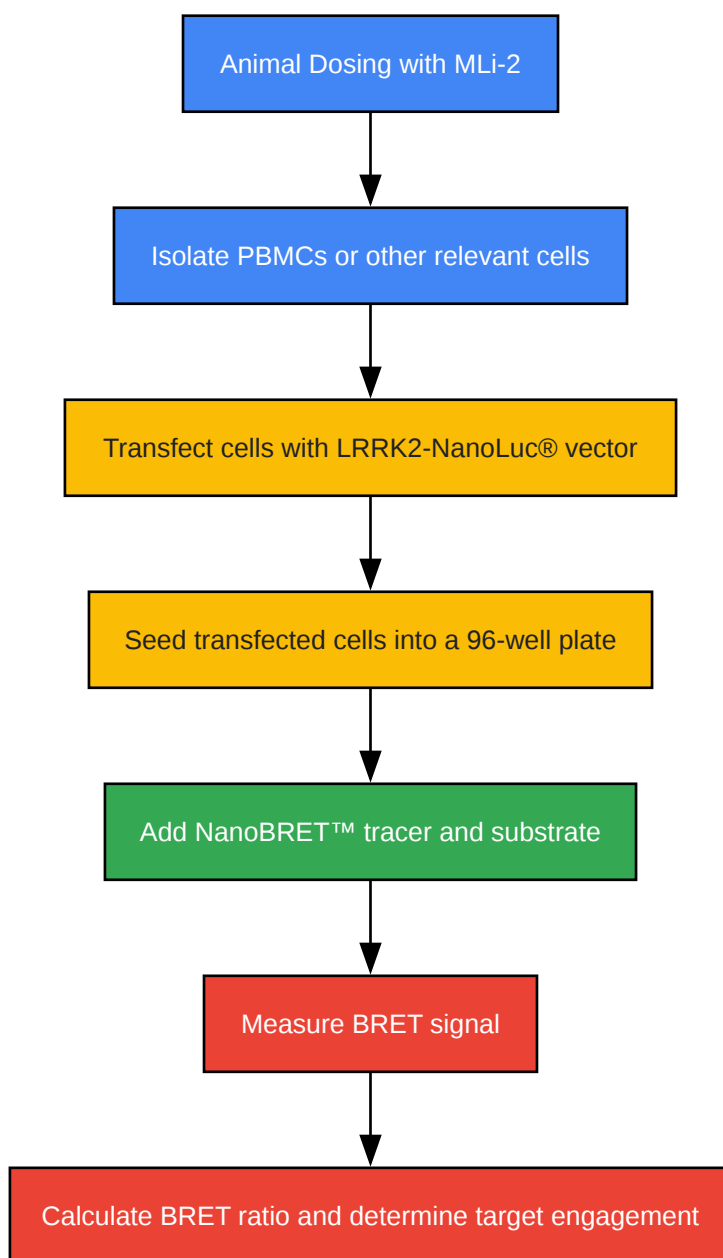 Animal Dosing with MLi-2
Isolate PBMCs or other relevant cells
Transfect cells with LRRK2-NanoLuc® vector
Seed transfected cells into a 96-well plate
Add NanoBRET™ tracer and substrate
Measure BRET signal
Calculate BRET ratio and determine target engagement